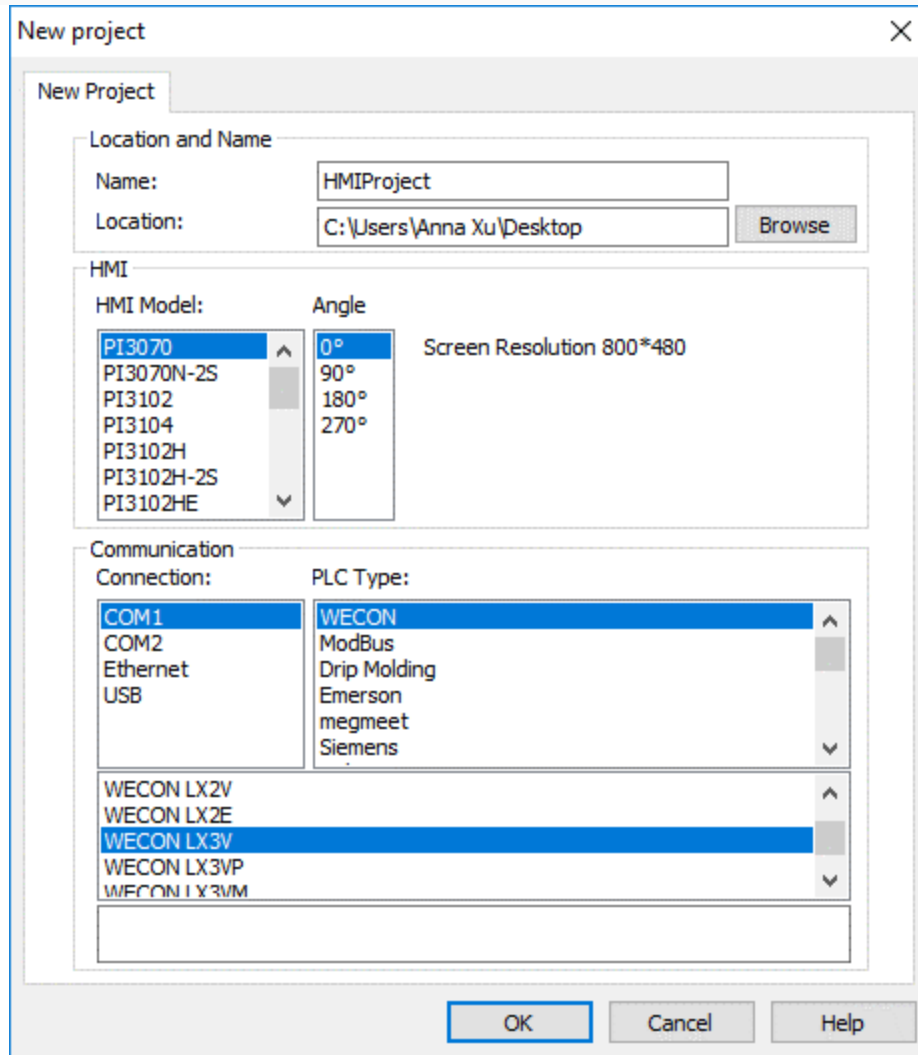 New project
New Project
Location and Name
Name: HMIProject
Location: C:\Users\Anna Xu\Desktop Browse
HMI
HMI Model: Angle
PI3070 0° Screen Resolution 800*480
PI3070N-2S 90°
PI3102 180°
PI3104 270°
PI3102H
PI3102H-2S
PI3102HE
Communication
Connection: PLC Type:
COM1 WECON
COM2 ModBus
Ethernet Drip Molding
USB Emerson
megmeet
Siemens
WECON LX2V
WECON LX2E
WECON LX3V
WECON LX3VP
WECON LX3VM
OK Cancel Help